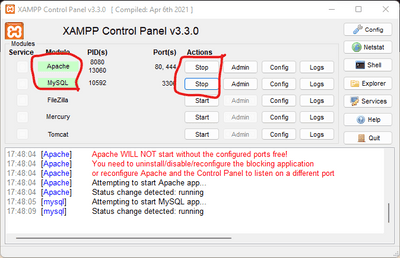 XAMPP Control Panel v3.3.0 [ Compiled: Apr 6th 2021 ]
XAMPP Control Panel v3.3.0
Config
Modules
Service Module PID(s) Port(s) Actions
Netstat
Apache 8080 13060 80, 444 Stop Admin Config Logs
Shell
MySQL 10592 330 Stop Admin Config Logs
Explorer
FileZilla Start Admin Config Logs
Services
Mercury Start Admin Config Logs
Help
Tomcat Start Admin Config Logs
Quit
17:48:04 [Apache] Apache WILL NOT start without the configured ports free!
17:48:04 [Apache] You need to uninstall/disable/reconfigure the blocking application
17:48:04 [Apache] or reconfigure Apache and the Control Panel to listen on a different port
17:48:04 [Apache] Attempting to start Apache app...
17:48:04 [Apache] Status change detected: running
17:48:05 [mysql] Attempting to start MySQL app...
17:48:09 [mysql] Status change detected: running